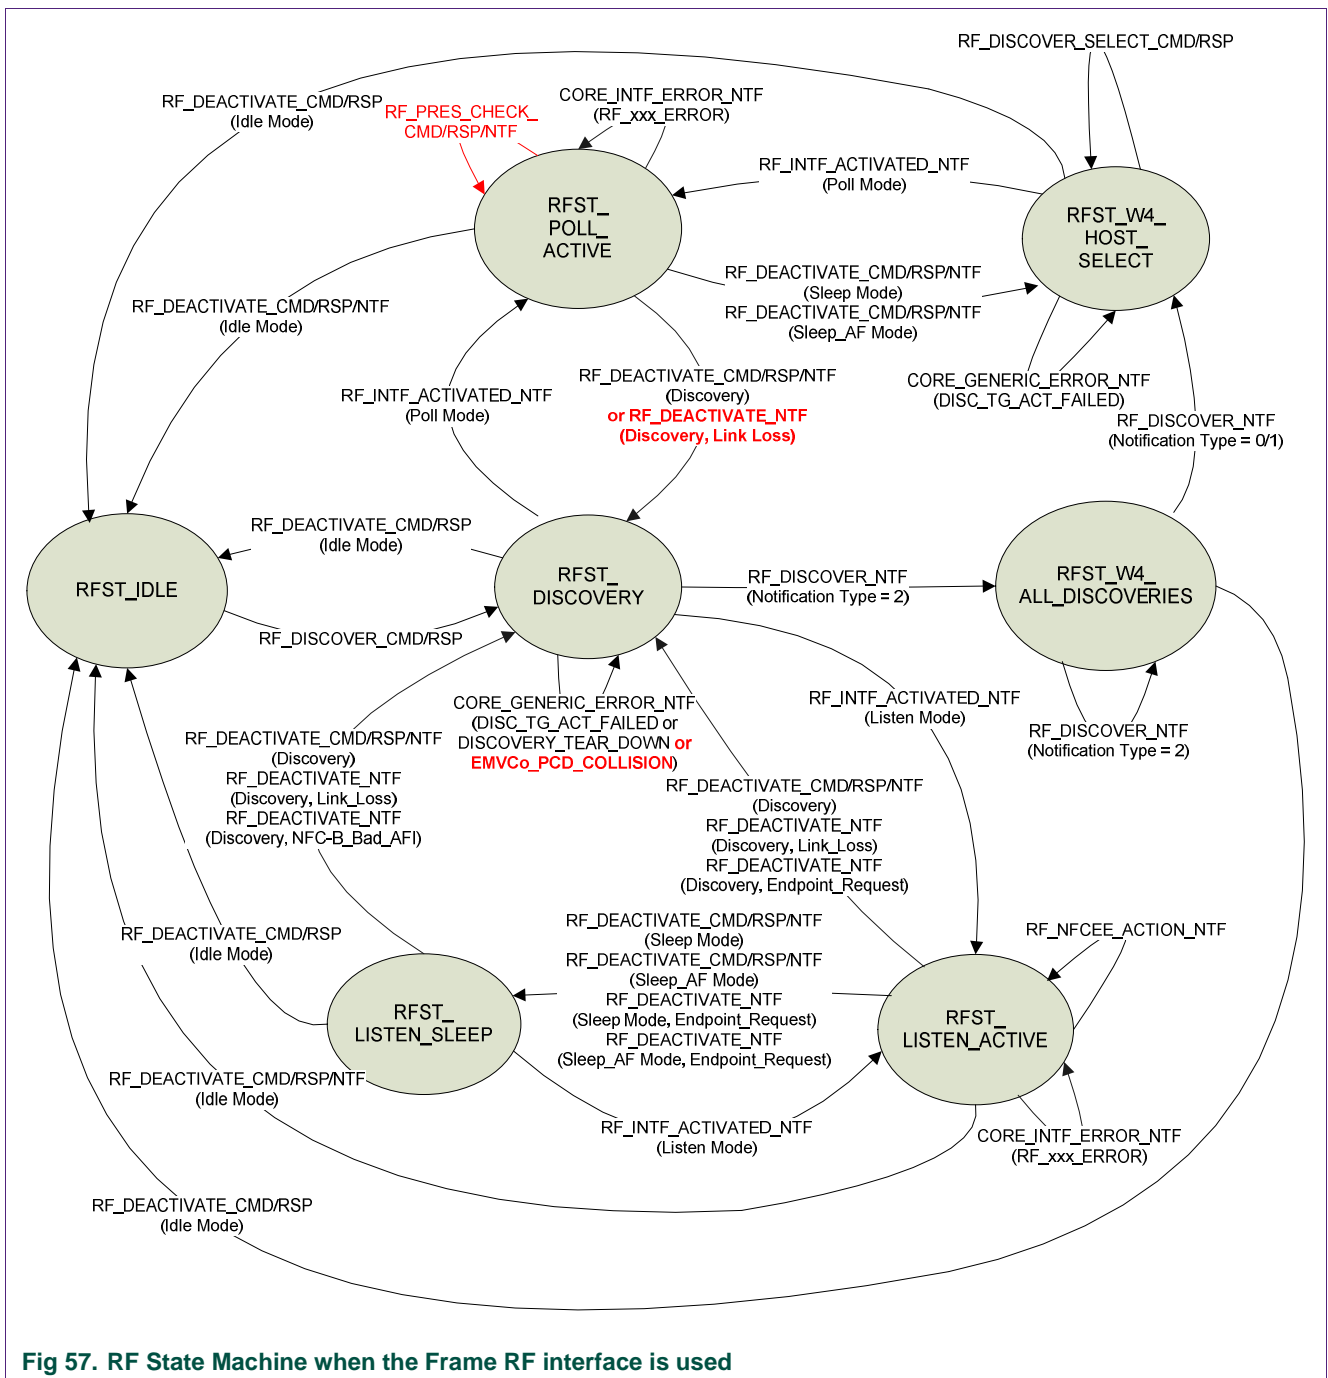 RF_DISCOVER_SELECT_CMD/RSP
RF_DEACTIVATE_CMD/RSP
(Idle Mode)
RF_PRES_CHECK_
CMD/RSP/NTF
CORE_INTF_ERROR_NTF
(RF_xxx_ERROR)
RF_INTF_ACTIVATED_NTF
(Poll Mode)
RFST_
POLL_
ACTIVE
RFST_W4_
HOST_
SELECT
RF_DEACTIVATE_CMD/RSP/NTF
(Sleep Mode)
RF_DEACTIVATE_CMD/RSP/NTF
(Sleep_AF Mode)
RF_DEACTIVATE_CMD/RSP/NTF
(Idle Mode)
RF_INTF_ACTIVATED_NTF
(Poll Mode)
RF_DEACTIVATE_CMD/RSP/NTF
(Discovery)
or RF_DEACTIVATE_NTF
(Discovery, Link Loss)
CORE_GENERIC_ERROR_NTF
(DISC_TG_ACT_FAILED)
RF_DISCOVER_NTF
(Notification Type = 0/1)
RF_DEACTIVATE_CMD/RSP
(Idle Mode)
RFST_IDLE
RFST_
DISCOVERY
RF_DISCOVER_NTF
(Notification Type = 2)
RFST_W4_
ALL_DISCOVERIES
RF_DISCOVER_CMD/RSP
CORE_GENERIC_ERROR_NTF
(DISC_TG_ACT_FAILED or
DISCOVERY_TEAR_DOWN or
EMVCo_PCD_COLLISION)
RF_INTF_ACTIVATED_NTF
(Listen Mode)
RF_DISCOVER_NTF
(Notification Type = 2)
RF_DEACTIVATE_CMD/RSP/NTF
(Discovery)
RF_DEACTIVATE_NTF
(Discovery, Link_Loss)
RF_DEACTIVATE_NTF
(Discovery, NFC-B_Bad_AFI)
RF_DEACTIVATE_CMD/RSP/NTF
(Discovery)
RF_DEACTIVATE_NTF
(Discovery, Link_Loss)
RF_DEACTIVATE_NTF
(Discovery, Endpoint_Request)
RF_DEACTIVATE_CMD/RSP
(Idle Mode)
RF_DEACTIVATE_CMD/RSP/NTF
(Sleep Mode)
RF_DEACTIVATE_CMD/RSP/NTF
(Sleep_AF Mode)
RF_DEACTIVATE_NTF
(Sleep Mode, Endpoint_Request)
RF_DEACTIVATE_NTF
(Sleep_AF Mode, Endpoint_Request)
RF_NFCEE_ACTION_NTF
RFST_
LISTEN_SLEEP
RFST_
LISTEN_ACTIVE
RF_DEACTIVATE_CMD/RSP/NTF
(Idle Mode)
RF_INTF_ACTIVATED_NTF
(Listen Mode)
CORE_INTF_ERROR_NTF
(RF_xxx_ERROR)
RF_DEACTIVATE_CMD/RSP
(Idle Mode)
Fig 57. RF State Machine when the Frame RF interface is used